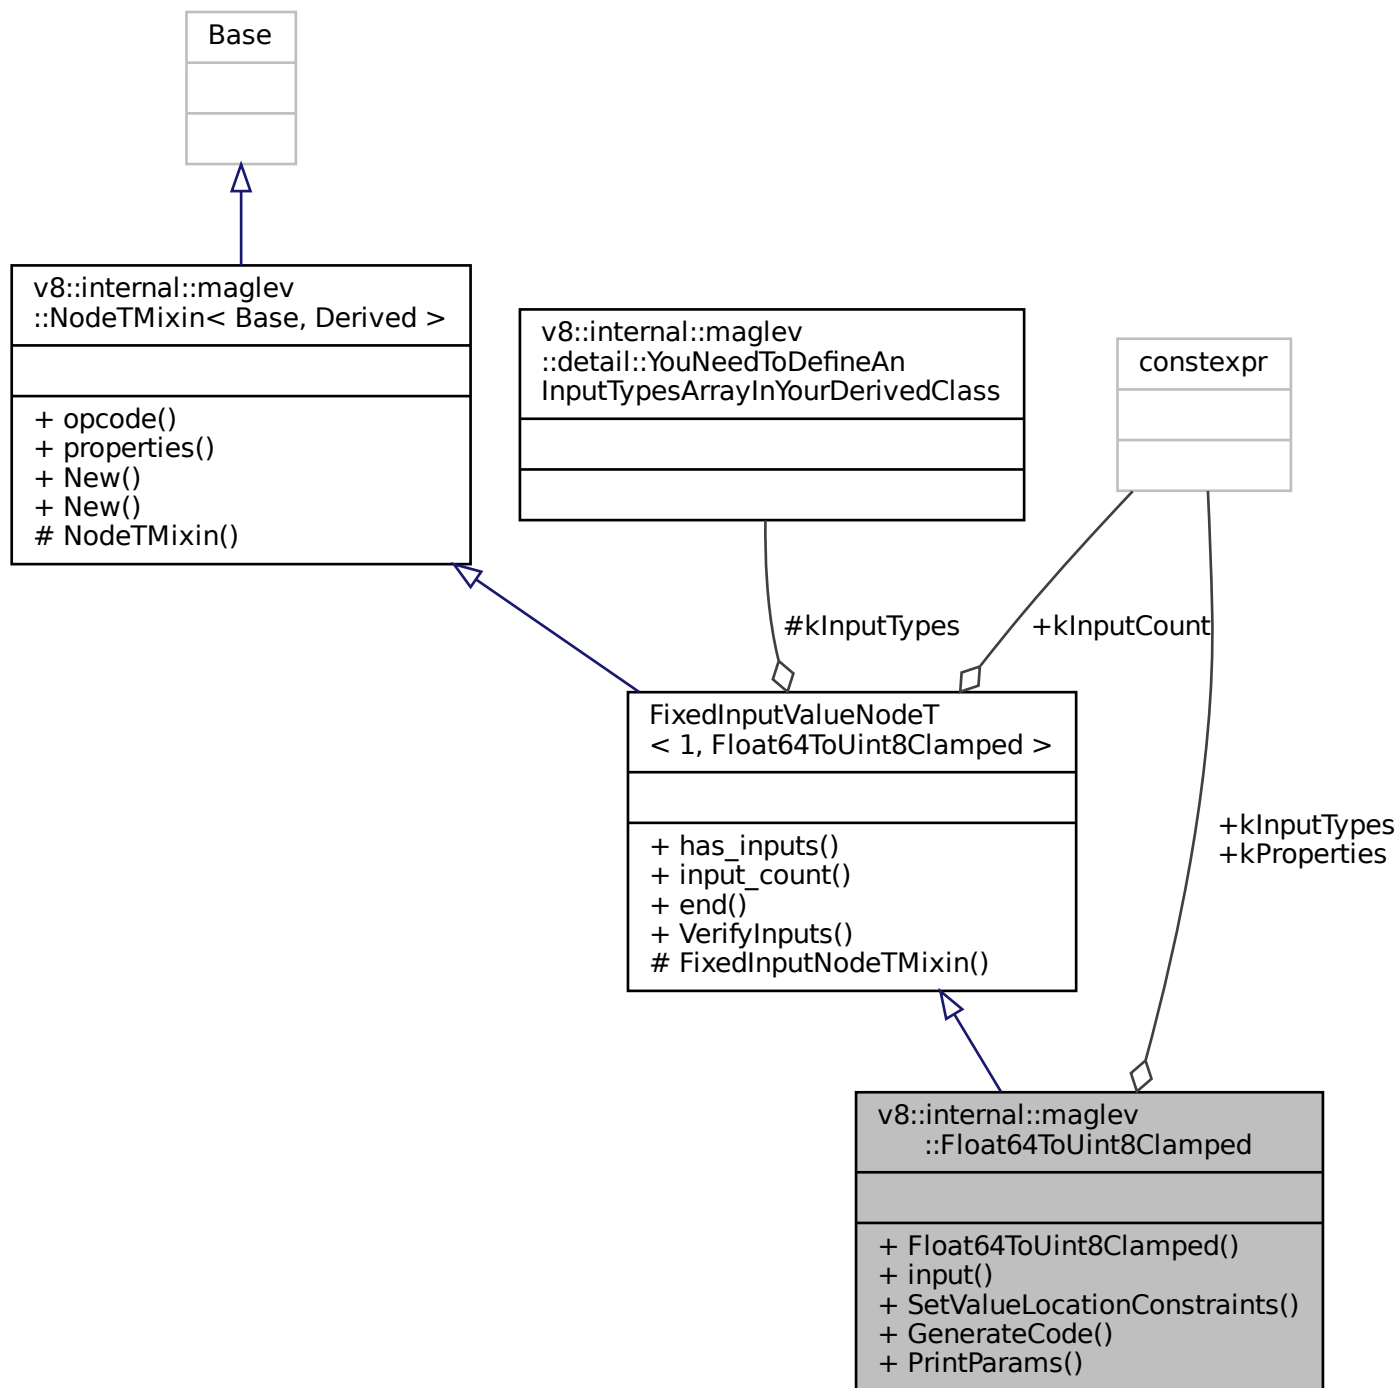 Base
v8::internal::maglev
::NodeTMixin< Base, Derived >
+ opcode()
+ properties()
+ New()
+ New()
# NodeTMixin()
v8::internal::maglev
::detail::YouNeedToDefineAn
InputTypesArrayInYourDerivedClass
constexpr
#kInputTypes
+kInputCount
FixedInputValueNodeT
< 1, Float64ToUint8Clamped >
+ has_inputs()
+ input_count()
+ end()
+ VerifyInputs()
# FixedInputNodeTMixin()
+kInputTypes
+kProperties
v8::internal::maglev
::Float64ToUint8Clamped
+ Float64ToUint8Clamped()
+ input()
+ SetValueLocationConstraints()
+ GenerateCode()
+ PrintParams()